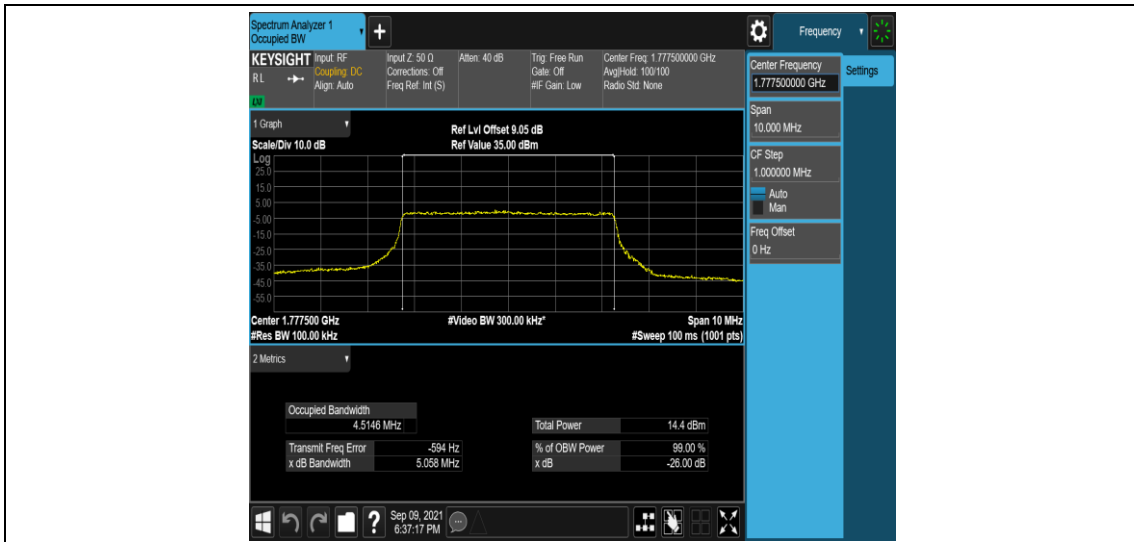 Spectrum Analyzer 1
Occupied BW
+
Frequency
KEYSIGHT
RL
LXI
Input: RF
Coupling: DC
Align: Auto
Input Z: 50 Ω
Corrections: Off
Freq Ref: Int (S)
Atten: 40 dB
Trig: Free Run
Gate: Off
#IF Gain: Low
Center Freq: 1.777500000 GHz
Avg|Hold: 100/100
Radio Std: None
Center Frequency
1.777500000 GHz
Settings
Span
10.000 MHz
CF Step
1.000000 MHz
Auto
Man
Freq Offset
0 Hz
1 Graph
Scale/Div 10.0 dB
Ref Lvl Offset 9.05 dB
Ref Value 35.00 dBm
Log
25.0
15.0
5.00
-5.00
-15.0
-25.0
-35.0
-45.0
-55.0
Center 1.777500 GHz
#Res BW 100.00 kHz
#Video BW 300.00 kHz*
Span 10 MHz
#Sweep 100 ms (1001 pts)
2 Metrics
Occupied Bandwidth
4.5146 MHz
Total Power 14.4 dBm
Transmit Freq Error -594 Hz
% of OBW Power 99.00 %
x dB Bandwidth 5.058 MHz
x dB -26.00 dB
?
Sep 09, 2021
6:37:17 PM